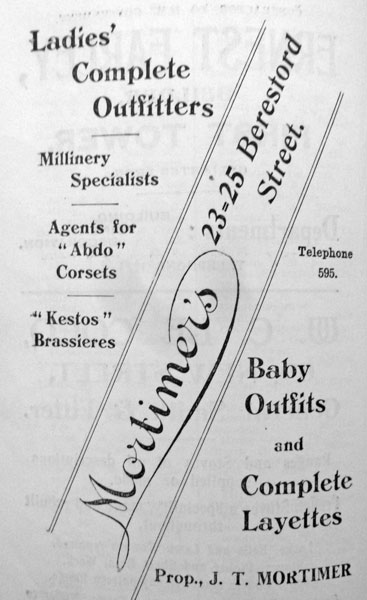 Ladies'
Complete
Outfitters
Millinery
Specialists
Agents for
"Abdo"
Corsets
"Kestos"
Brassieres
Mortimer's
23=25 Beresford
Street.
Telephone
595.
Baby
Outfits
and
Complete
Layettes
Prop., J. T. MORTIMER